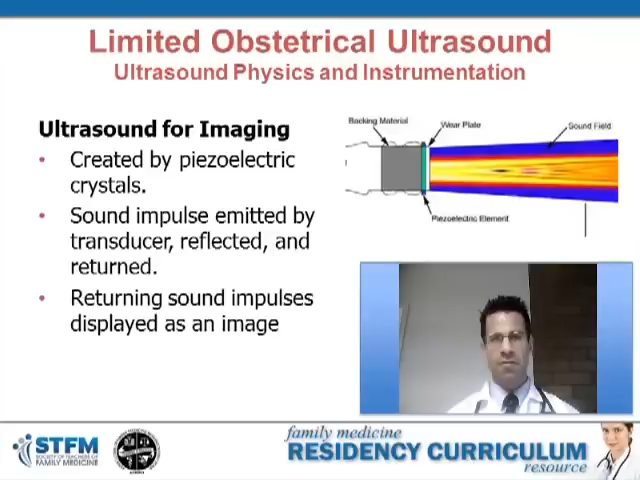 Limited Obstetrical Ultrasound
Ultrasound Physics and Instrumentation
Ultrasound for Imaging
• Created by piezoelectric
crystals.
• Sound impulse emitted by
transducer, reflected, and
returned.
• Returning sound impulses
displayed as an image
Backing Material
Wear Plate
Sound Field
Piezoelectric Element
STFM
SOCIETY OF TEACHERS OF
FAMILY MEDICINE
family medicine
RESIDENCY CURRICULUM
resource